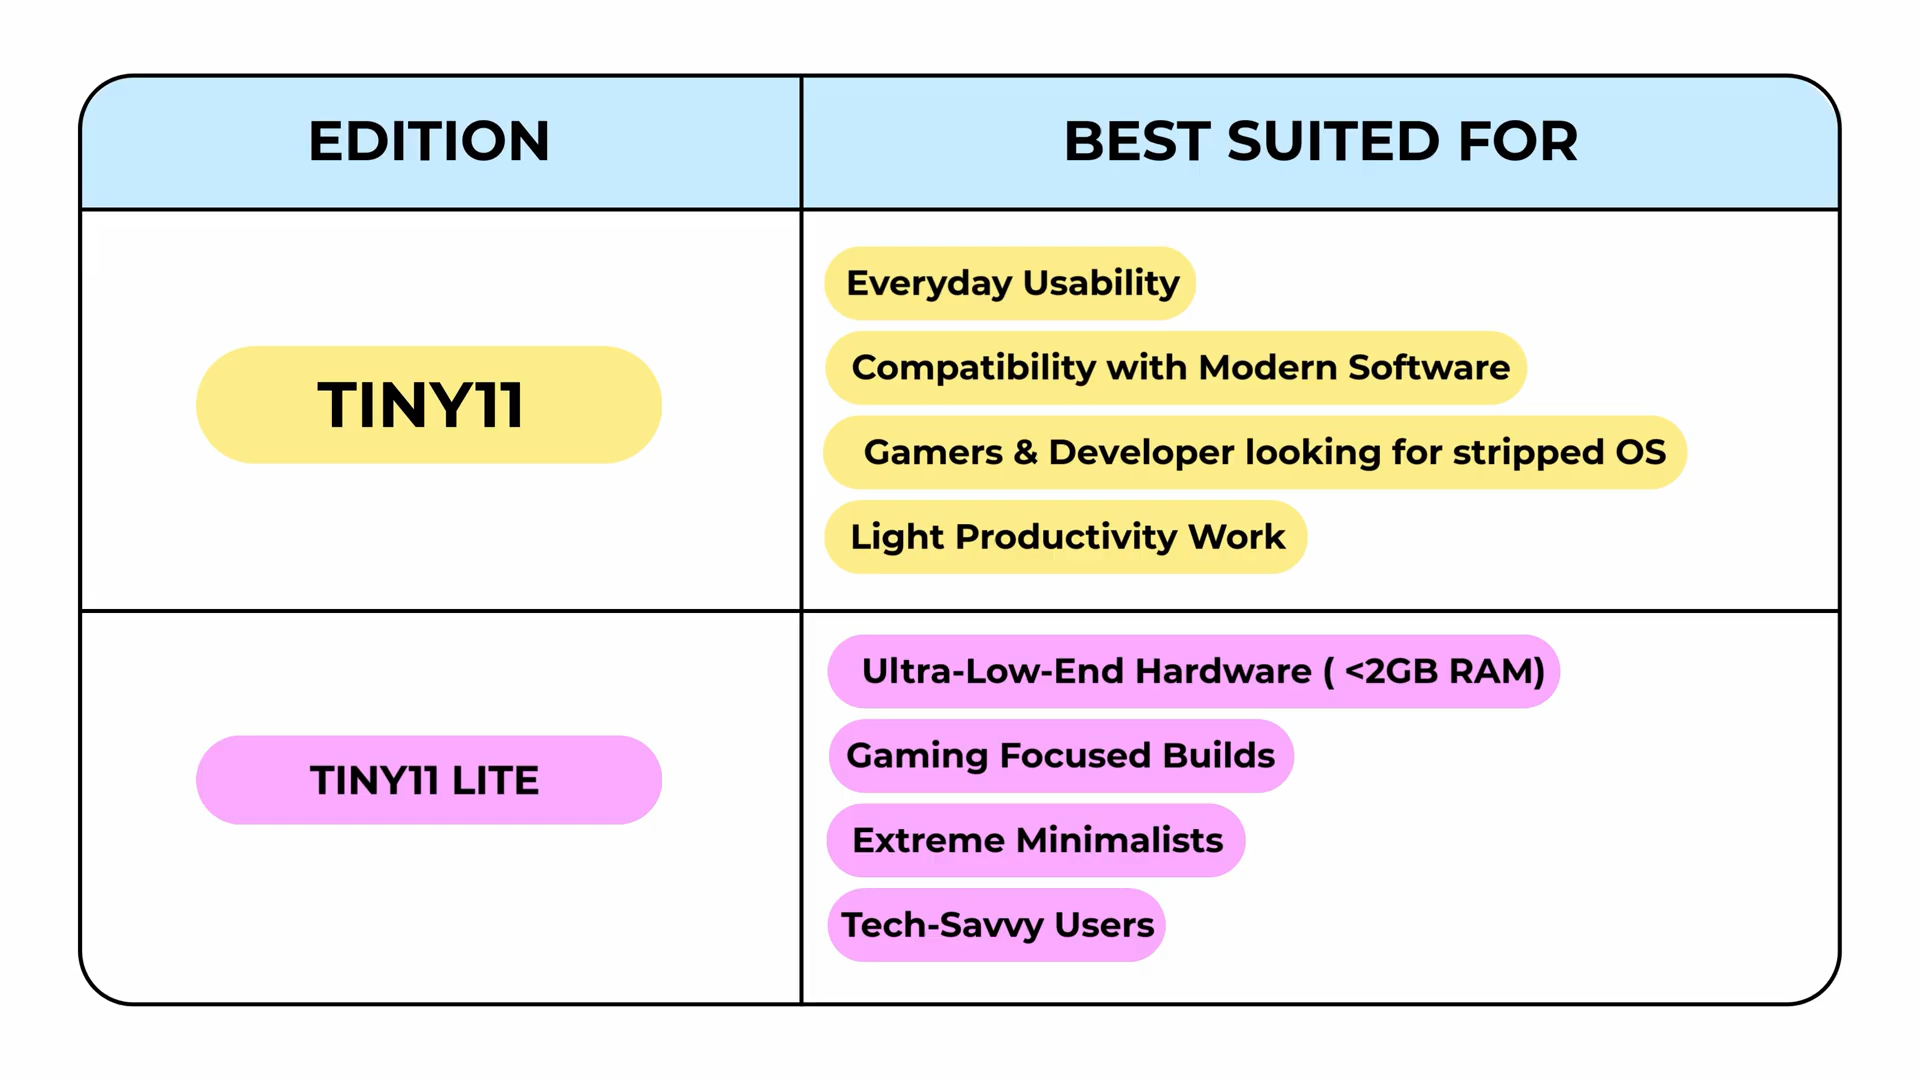 EDITION
BEST SUITED FOR
TINY11
Everyday Usability
Compatibility with Modern Software
Gamers & Developer looking for stripped OS
Light Productivity Work
TINY11 LITE
Ultra-Low-End Hardware ( <2GB RAM)
Gaming Focused Builds
Extreme Minimalists
Tech-Savvy Users